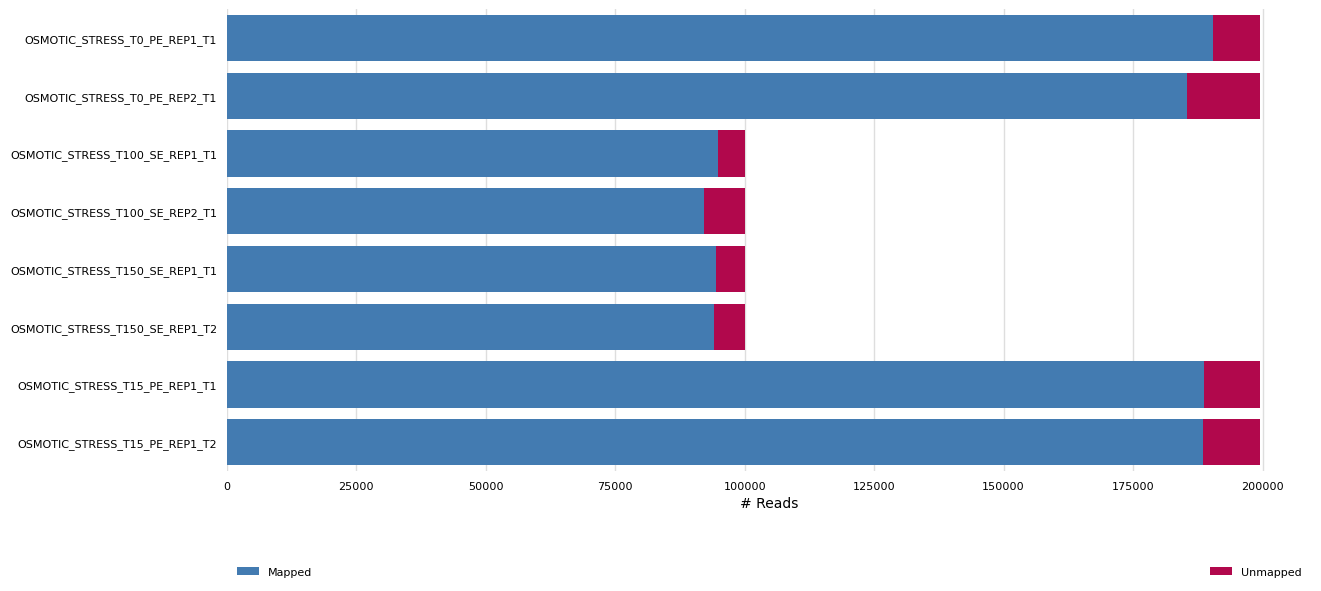 OSMOTIC_STRESS_T0_PE_REP1_T1
OSMOTIC_STRESS_T0_PE_REP2_T1
OSMOTIC_STRESS_T100_SE_REP1_T1
OSMOTIC_STRESS_T100_SE_REP2_T1
OSMOTIC_STRESS_T150_SE_REP1_T1
OSMOTIC_STRESS_T150_SE_REP1_T2
OSMOTIC_STRESS_T15_PE_REP1_T1
OSMOTIC_STRESS_T15_PE_REP1_T2
0 25000 50000 75000 100000 125000 150000 175000 200000
# Reads
Mapped Unmapped